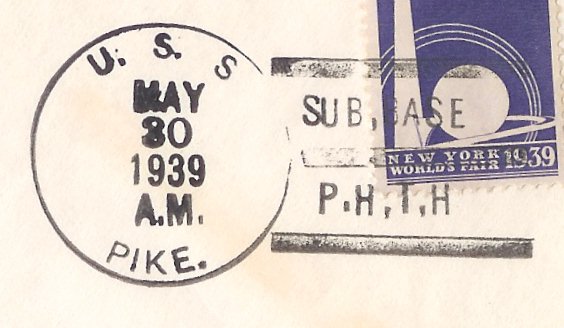 U. S. S
MAY
30
1939
A.M.
PIKE.
SUB, BASE
P.H,T,H
NEW YORK
WORLD'S FAIR 1939